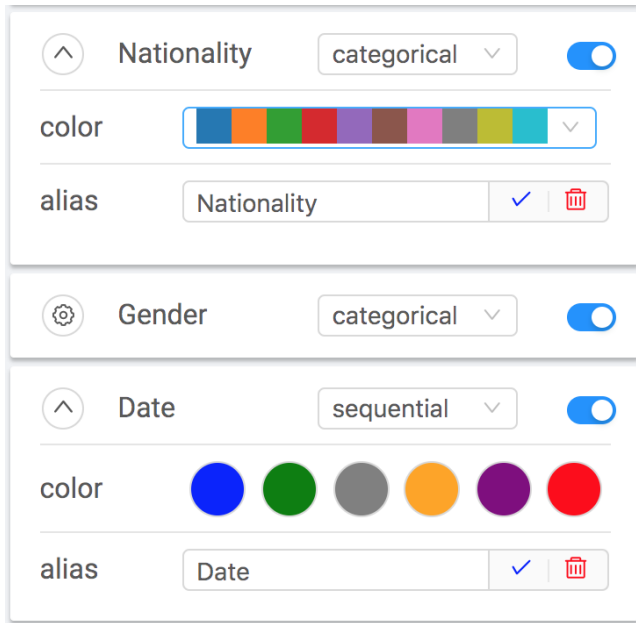 Nationality categorical
color
alias Nationality
Gender categorical
Date sequential
color
alias Date